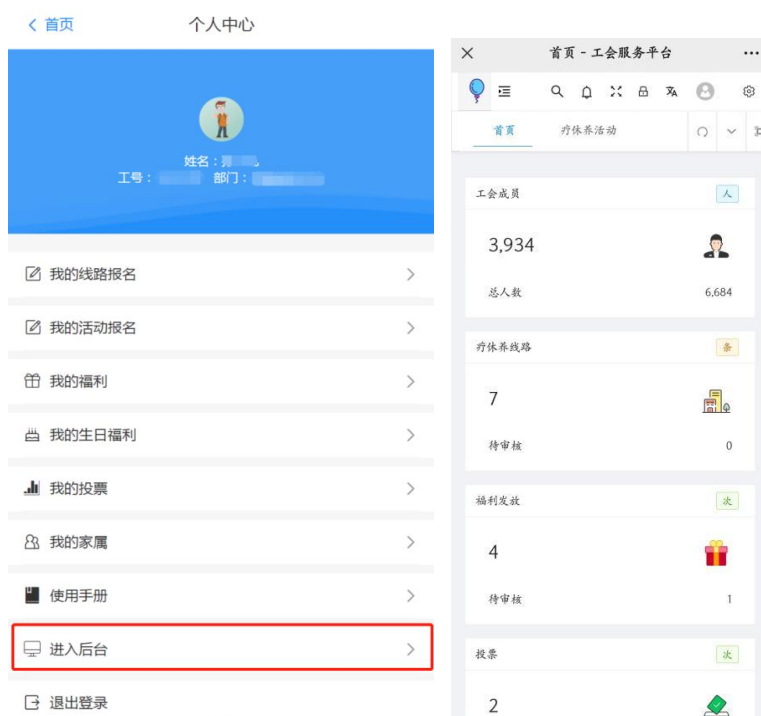 首页
个人中心
姓名：
工号：
部门：
我的线路报名
我的活动报名
我的福利
我的生日福利
我的投票
我的家属
使用手册
进入后台
退出登录
首页 - 工会服务平台
首页
疗休养活动
工会成员
人
3,934
总人数
6,684
疗休养线路
条
7
待审核
0
福利发放
次
4
待审核
1
投票
次
2